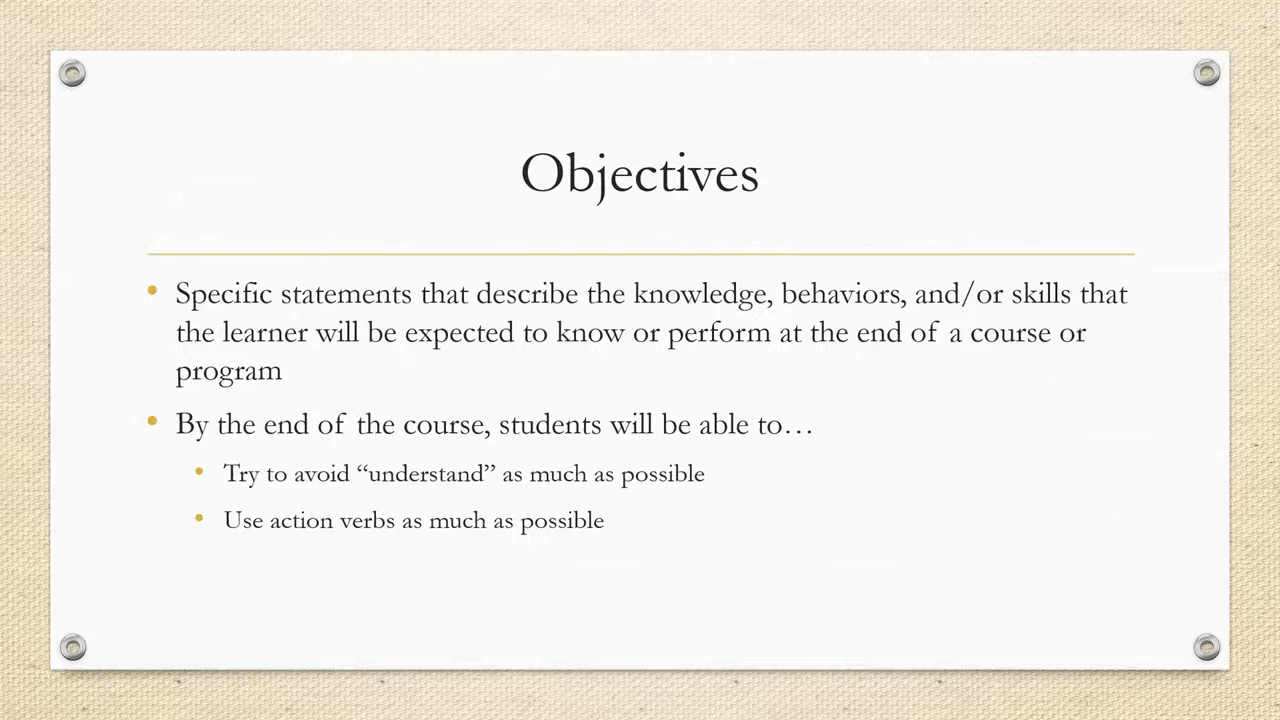 Objectives
• Specific statements that describe the knowledge, behaviors, and/or skills that
the learner will be expected to know or perform at the end of a course or
program
• By the end of the course, students will be able to…
• Try to avoid “understand” as much as possible
• Use action verbs as much as possible